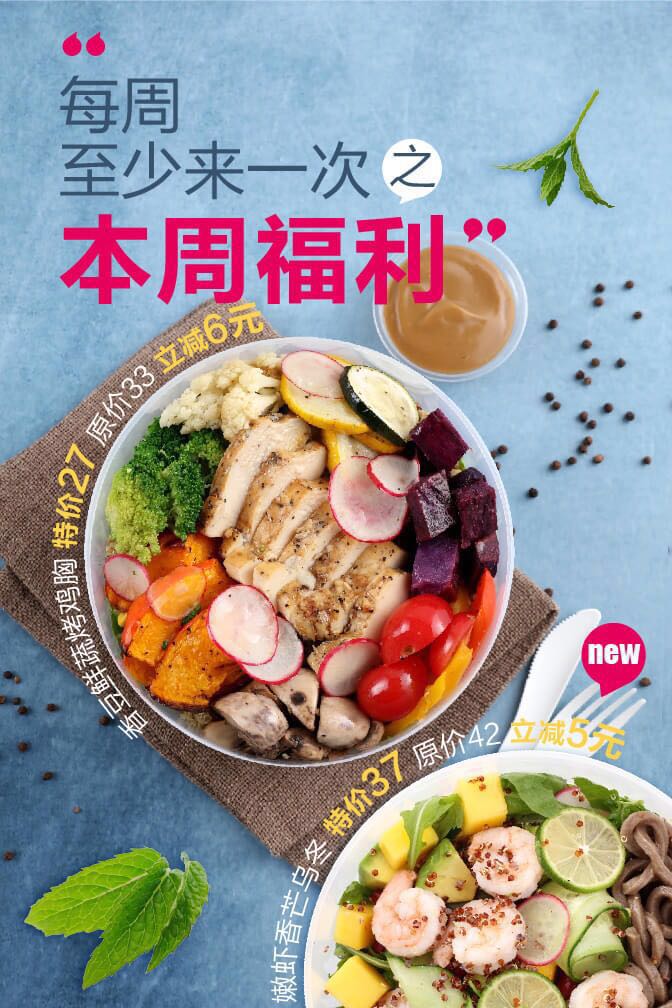 “
每周
至少来一次之
本周福利”
香豆鲜蔬烤鸡胸 特价27 原价33 立减6元
new
嫩虾香芒乌冬 特价37 原价42 立减5元